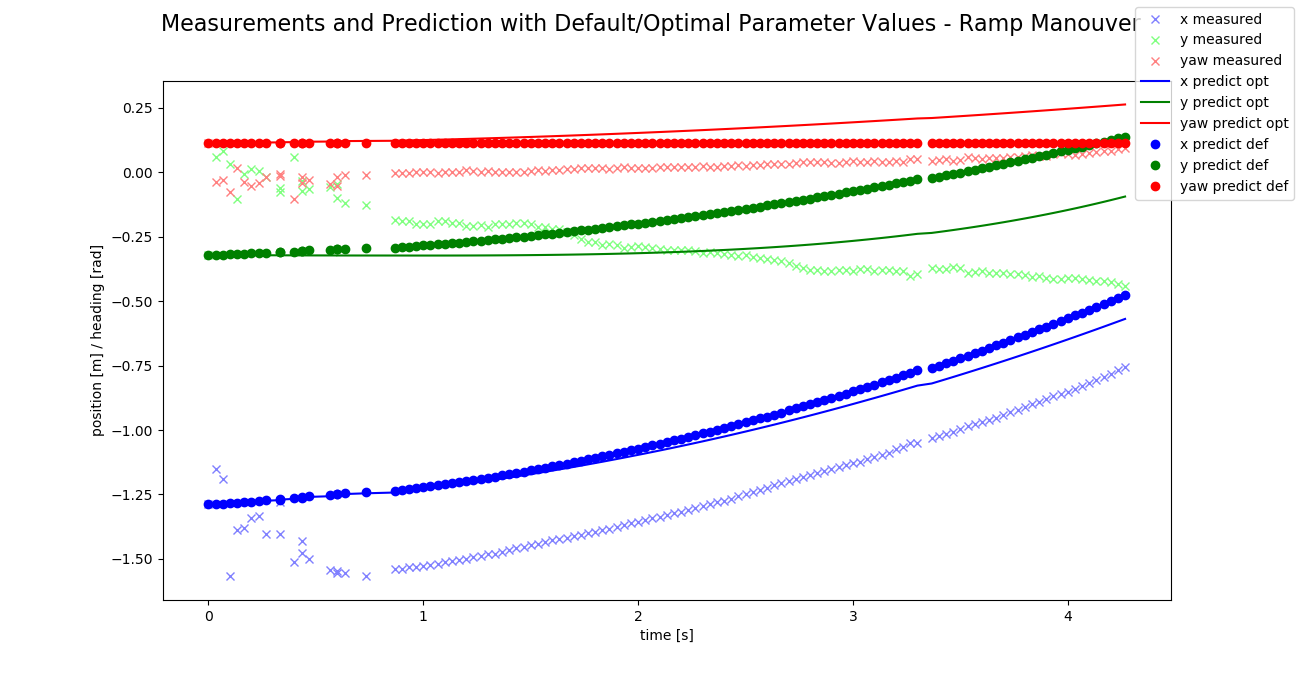 Measurements and Prediction with Default/Optimal Parameter Values - Ramp Manouver
x measured
y measured
yaw measured
x predict opt
y predict opt
yaw predict opt
x predict def
y predict def
yaw predict def
0.25
0.00
−0.25
−0.50
−0.75
−1.00
−1.25
−1.50
position [m] / heading [rad]
0 1 2 3 4
time [s]